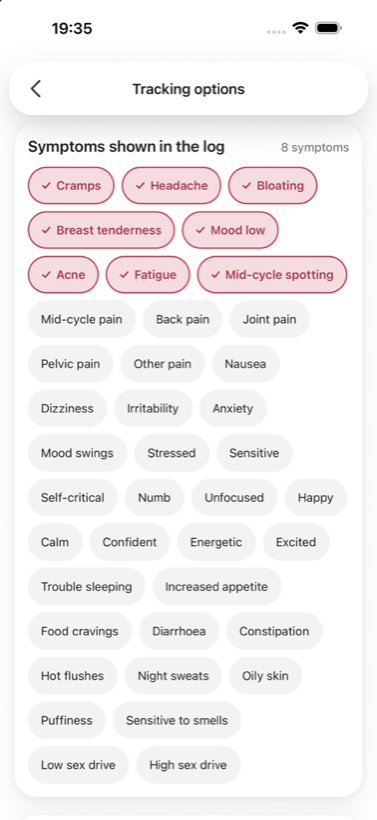 19:35
Tracking options
Symptoms shown in the log 8 symptoms
Cramps Headache Bloating
Breast tenderness Mood low
Acne Fatigue Mid-cycle spotting
Mid-cycle pain Back pain Joint pain
Pelvic pain Other pain Nausea
Dizziness Irritability Anxiety
Mood swings Stressed Sensitive
Self-critical Numb Unfocused Happy
Calm Confident Energetic Excited
Trouble sleeping Increased appetite
Food cravings Diarrhoea Constipation
Hot flushes Night sweats Oily skin
Puffiness Sensitive to smells
Low sex drive High sex drive